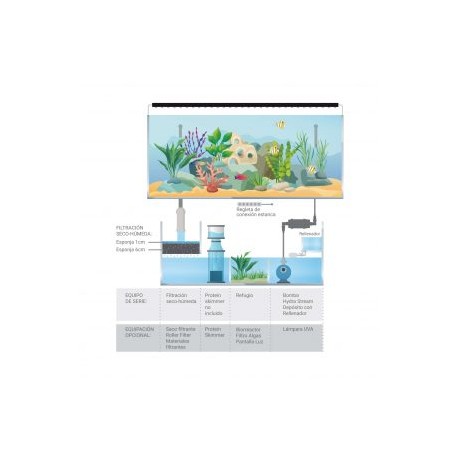 Regleta de
conexión estanca
Rellenador
FILTRACIÓN
SECO-HÚMEDA:
Esponja 1cm
Esponja 6cm
EQUIPO
DE SERIE:
Filtración
seco-húmeda
Protein
skimmer
no
incluido
Refugio
Bomba
Hydra Stream
Depósito con
Rellenador
EQUIPACIÓN
OPCIONAL:
Saco filtrante
Roller Filter
Materiales
filtrantes
Protein
Skimmer
Biorreactor
Filtro Algas
Pantalla Luz
Lámpara UVA